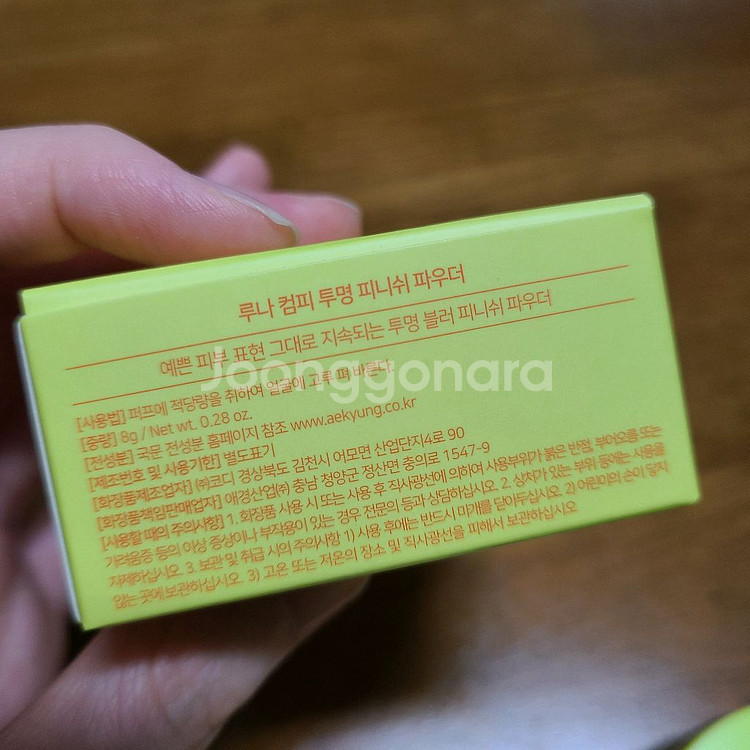 루나 컴피 투명 피니쉬 파우더
예쁜 피부 표현 그대로 지속되는 투명 블러 피니쉬 파우더
Joonggonara
[사용법] 퍼프에 적당량을 취하여 얼굴에 고루 펴 바른다.
[중량] 8g / Net wt. 0.28 oz.
[전성분] 국문 전성분 홈페이지 참조 www.aekyung.co.kr
[제조번호 및 사용기한] 별도표기
[화장품제조업자] ㈜코디 경상북도 김천시 어모면 산업단지4로 90
[화장품책임판매업자] 애경산업㈜ 충남 청양군 정산면 충의로 1547-9
[사용할 때의 주의사항] 1. 화장품 사용 시 또는 사용 후 직사광선에 의하여 사용부위가 붉은 반점, 부어오름 또는
가려움증 등의 이상 증상이나 부작용이 있는 경우 전문의 등과 상담하십시오. 2. 상처가 있는 부위 등에는 사용을
자제하십시오. 3. 보관 및 취급 시의 주의사항 1) 사용 후에는 반드시 마개를 닫아두십시오. 2) 어린이의 손이 닿지
않는 곳에 보관하십시오. 3) 고온 또는 저온의 장소 및 직사광선을 피해서 보관하십시오